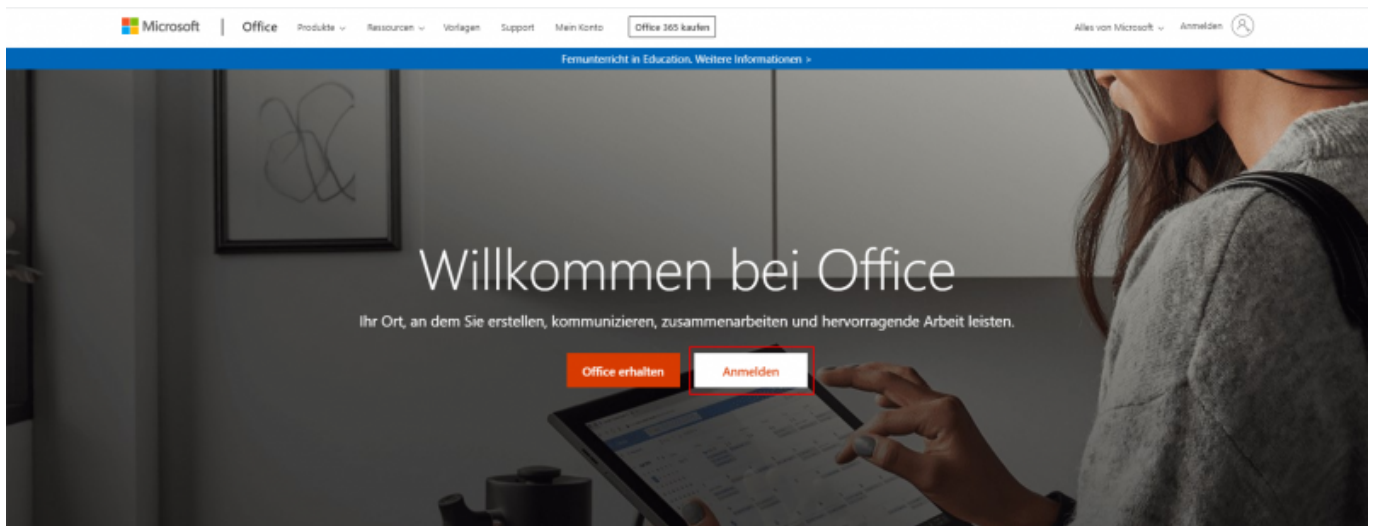 Microsoft | Office Produkte Ressourcen Vorlagen Support Mein Konto Office 365 kaufen Alles von Microsoft Anmelden
Fernunterricht in Education. Weitere Informationen >
Willkommen bei Office
Ihr Ort, an dem Sie erstellen, kommunizieren, zusammenarbeiten und hervorragende Arbeit leisten.
Office erhalten Anmelden